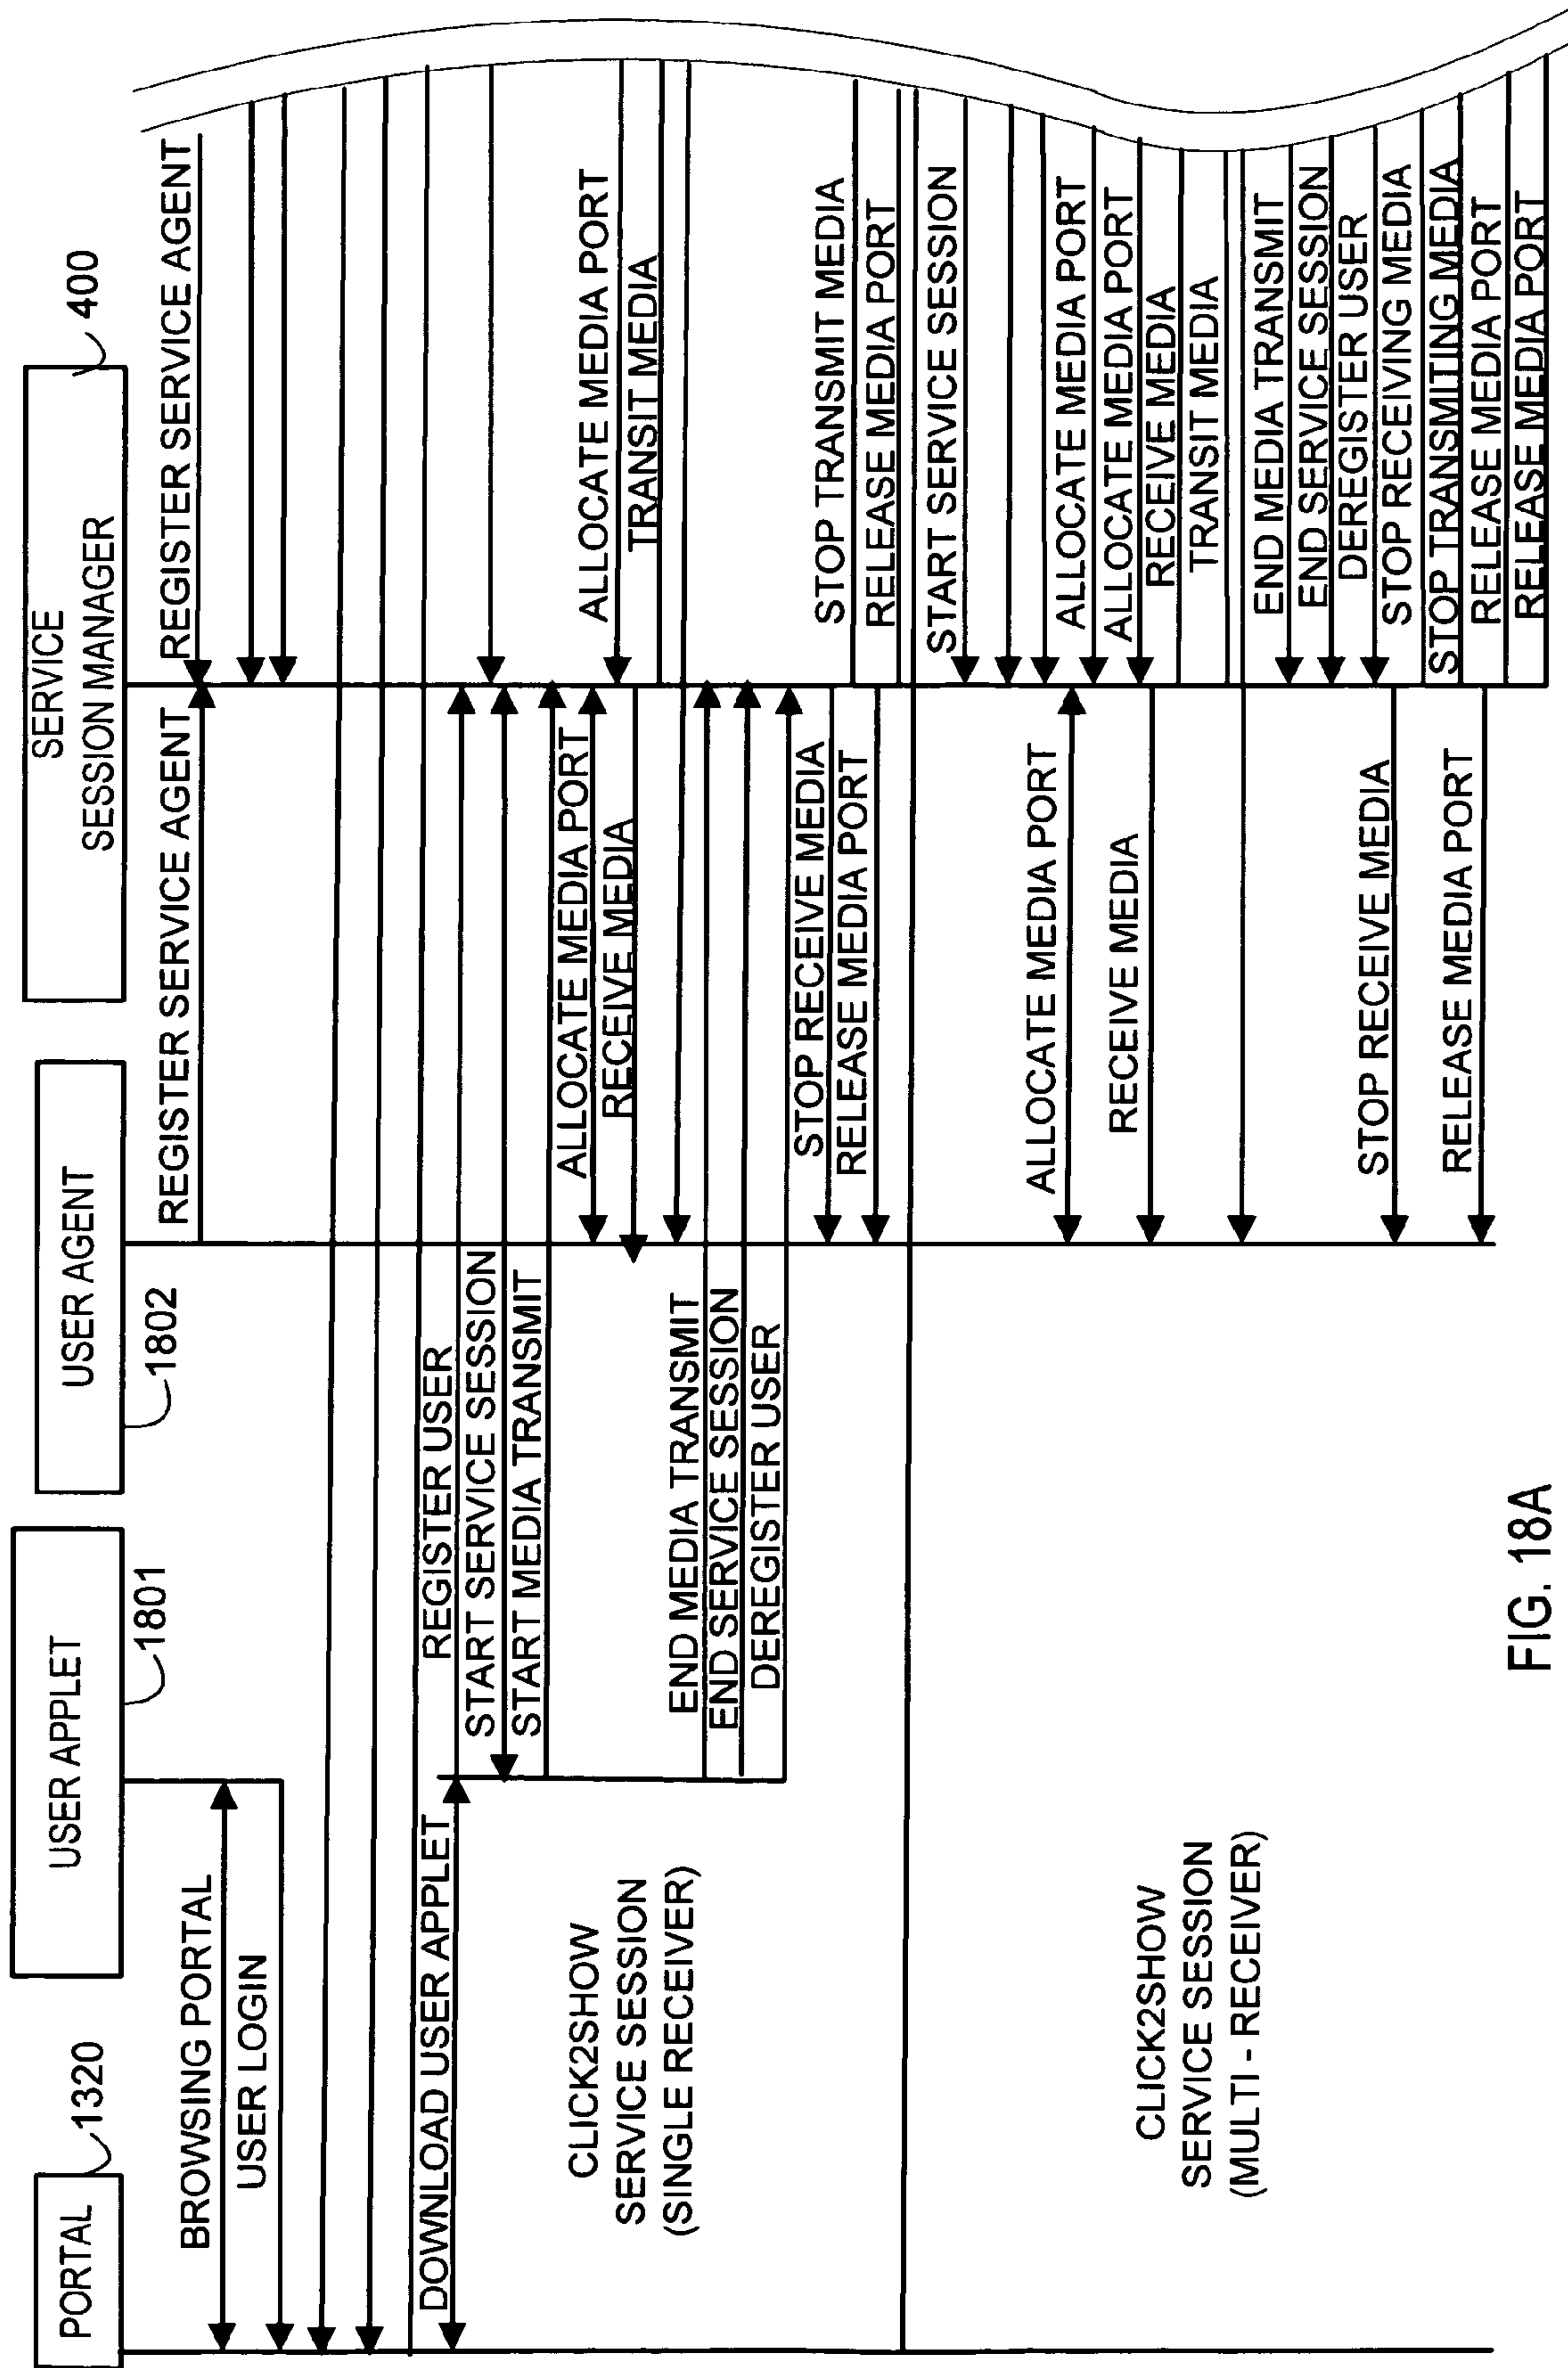 PORTAL
1320
USER APPLET
1801
USER AGENT
1802
SERVICE
SESSION MANAGER
400
BROWSING PORTAL
USER LOGIN
REGISTER SERVICE AGENT
REGISTER SERVICE AGENT
DOWNLOAD USER APPLET
REGISTER USER
START SERVICE SESSION
START MEDIA TRANSMIT
ALLOCATE MEDIA PORT
RECEIVE MEDIA
ALLOCATE MEDIA PORT
TRANSIT MEDIA
CLICK2SHOW
SERVICE SESSION
(SINGLE RECEIVER)
END MEDIA TRANSMIT
END SERVICE SESSION
DEREGISTER USER
STOP RECEIVE MEDIA
RELEASE MEDIA PORT
STOP TRANSMIT MEDIA
RELEASE MEDIA PORT
START SERVICE SESSION
CLICK2SHOW
SERVICE SESSION
(MULTI - RECEIVER)
ALLOCATE MEDIA PORT
RECEIVE MEDIA
ALLOCATE MEDIA PORT
ALLOCATE MEDIA PORT
RECEIVE MEDIA
TRANSIT MEDIA
END MEDIA TRANSMIT
END SERVICE SESSION
DEREGISTER USER
STOP RECEIVE MEDIA
RELEASE MEDIA PORT
STOP RECEIVING MEDIA
STOP TRANSMITING MEDIA
RELEASE MEDIA PORT
RELEASE MEDIA PORT
FIG. 18A